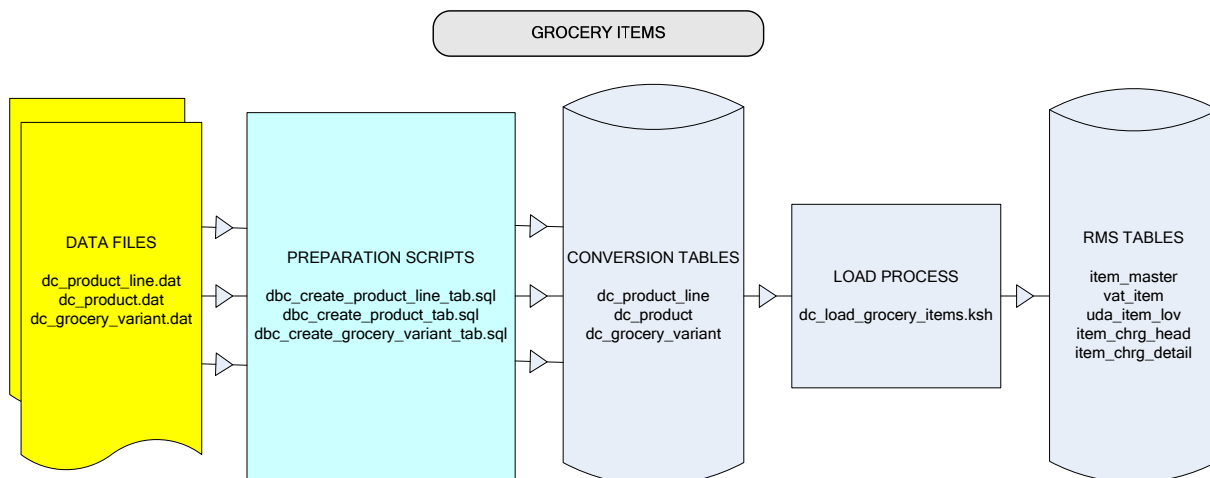 GROCERY ITEMS
DATA FILES
dc_product_line.dat
dc_product.dat
dc_grocery_variant.dat
PREPARATION SCRIPTS
dbc_create_product_line_tab.sql
dbc_create_product_tab.sql
dbc_create_grocery_variant_tab.sql
CONVERSION TABLES
dc_product_line
dc_product
dc_grocery_variant
LOAD PROCESS
dc_load_grocery_items.ksh
RMS TABLES
item_master
vat_item
uda_item_lov
item_chrg_head
item_chrg_detail